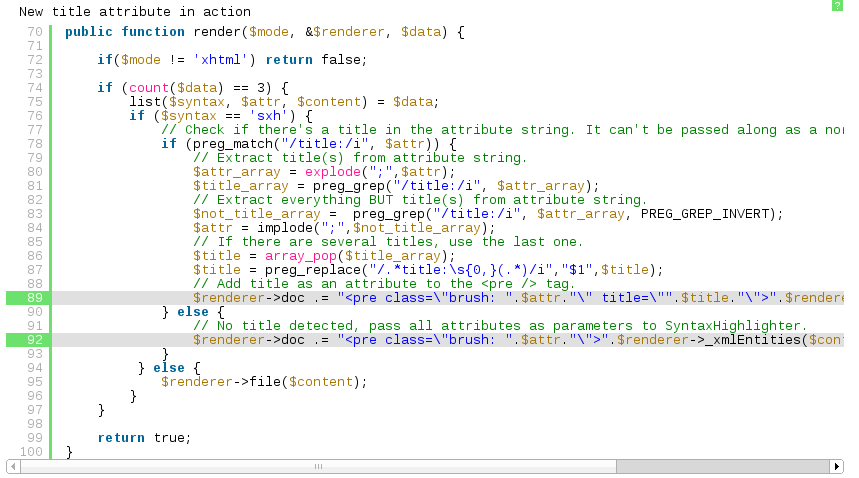 New title attribute in action
?
70 public function render($mode, &$renderer, $data) {
71
72 if($mode != 'xhtml') return false;
73
74 if (count($data) == 3) {
75 list($syntax, $attr, $content) = $data;
76 if ($syntax == 'sxh') {
77 // Check if there's a title in the attribute string. It can't be passed along as a
78 if (preg_match("/title:/i", $attr)) {
79 // Extract title(s) from attribute string.
80 $attr_array = explode(";",$attr);
81 $title_array = preg_grep("/title:/i", $attr_array);
82 // Extract everything BUT title(s) from attribute string.
83 $not_title_array =  preg_grep("/title:/i", $attr_array, PREG_GREP_INVERT);
84 $attr = implode(";",$not_title_array);
85 // If there are several titles, use the last one.
86 $title = array_pop($title_array);
87 $title = preg_replace("/.*title:\s{0,}(.*)/i","$1",$title);
88 // Add title as an attribute to the <pre /> tag.
89 $renderer->doc .= "<pre class=\"brush: ".$attr."\" title=\"".$title."\">".$rendere
90 } else {
91 // No title detected, pass all attributes as parameters to SyntaxHighlighter.
92 $renderer->doc .= "<pre class=\"brush: ".$attr."\">".$renderer->_xmlEntities($con
93 }
94 } else {
95 $renderer->file($content);
96 }
97 }
98
99 return true;
100 }